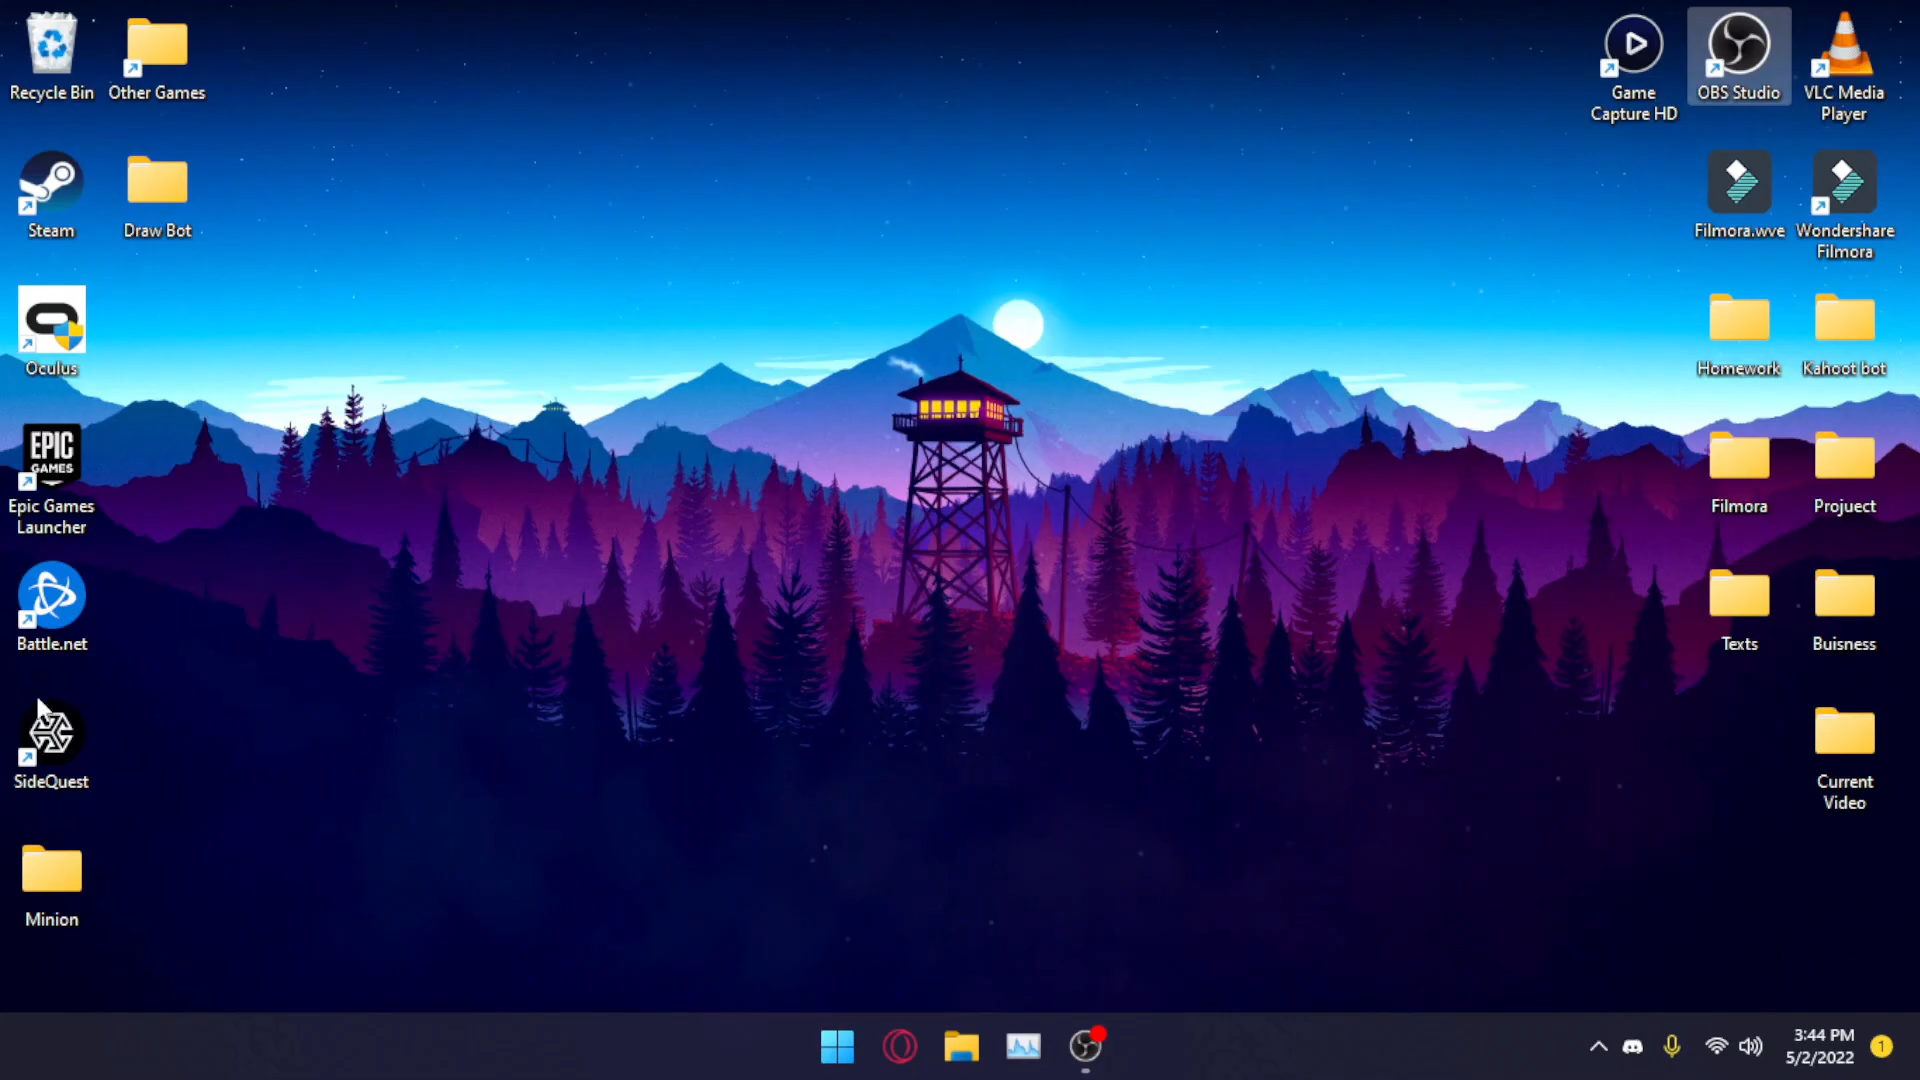 Recycle Bin
Other Games
Steam
Draw Bot
Oculus
EPIC
GAMES
Epic Games
Launcher
Battle.net
SideQuest
Minion
Game
Capture HD
OBS Studio
VLC Media
Player
Filmora.wve
Wondershare
Filmora
Homework
Kahoot bot
Filmora
Projuect
Texts
Buisness
Current
Video
3:44 PM
5/2/2022
1